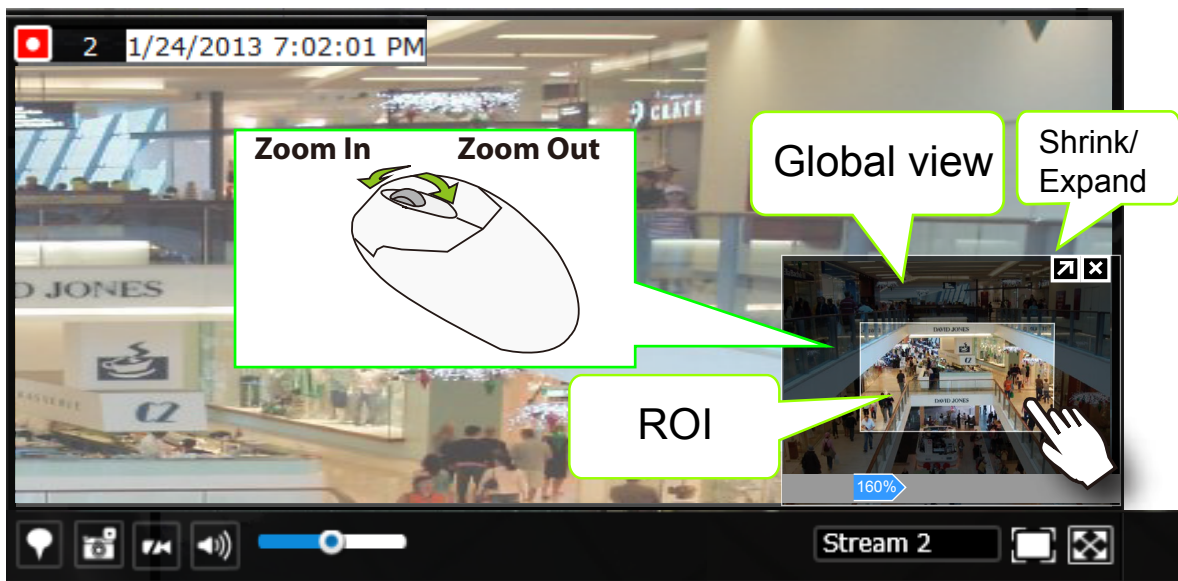 2 1/24/2013 7:02:01 PM
CRATE
Zoom In Zoom Out
Global view
Shrink/
Expand
D JONES
DAVID JONES
ROI
DAVID JONES
160%
Stream 2